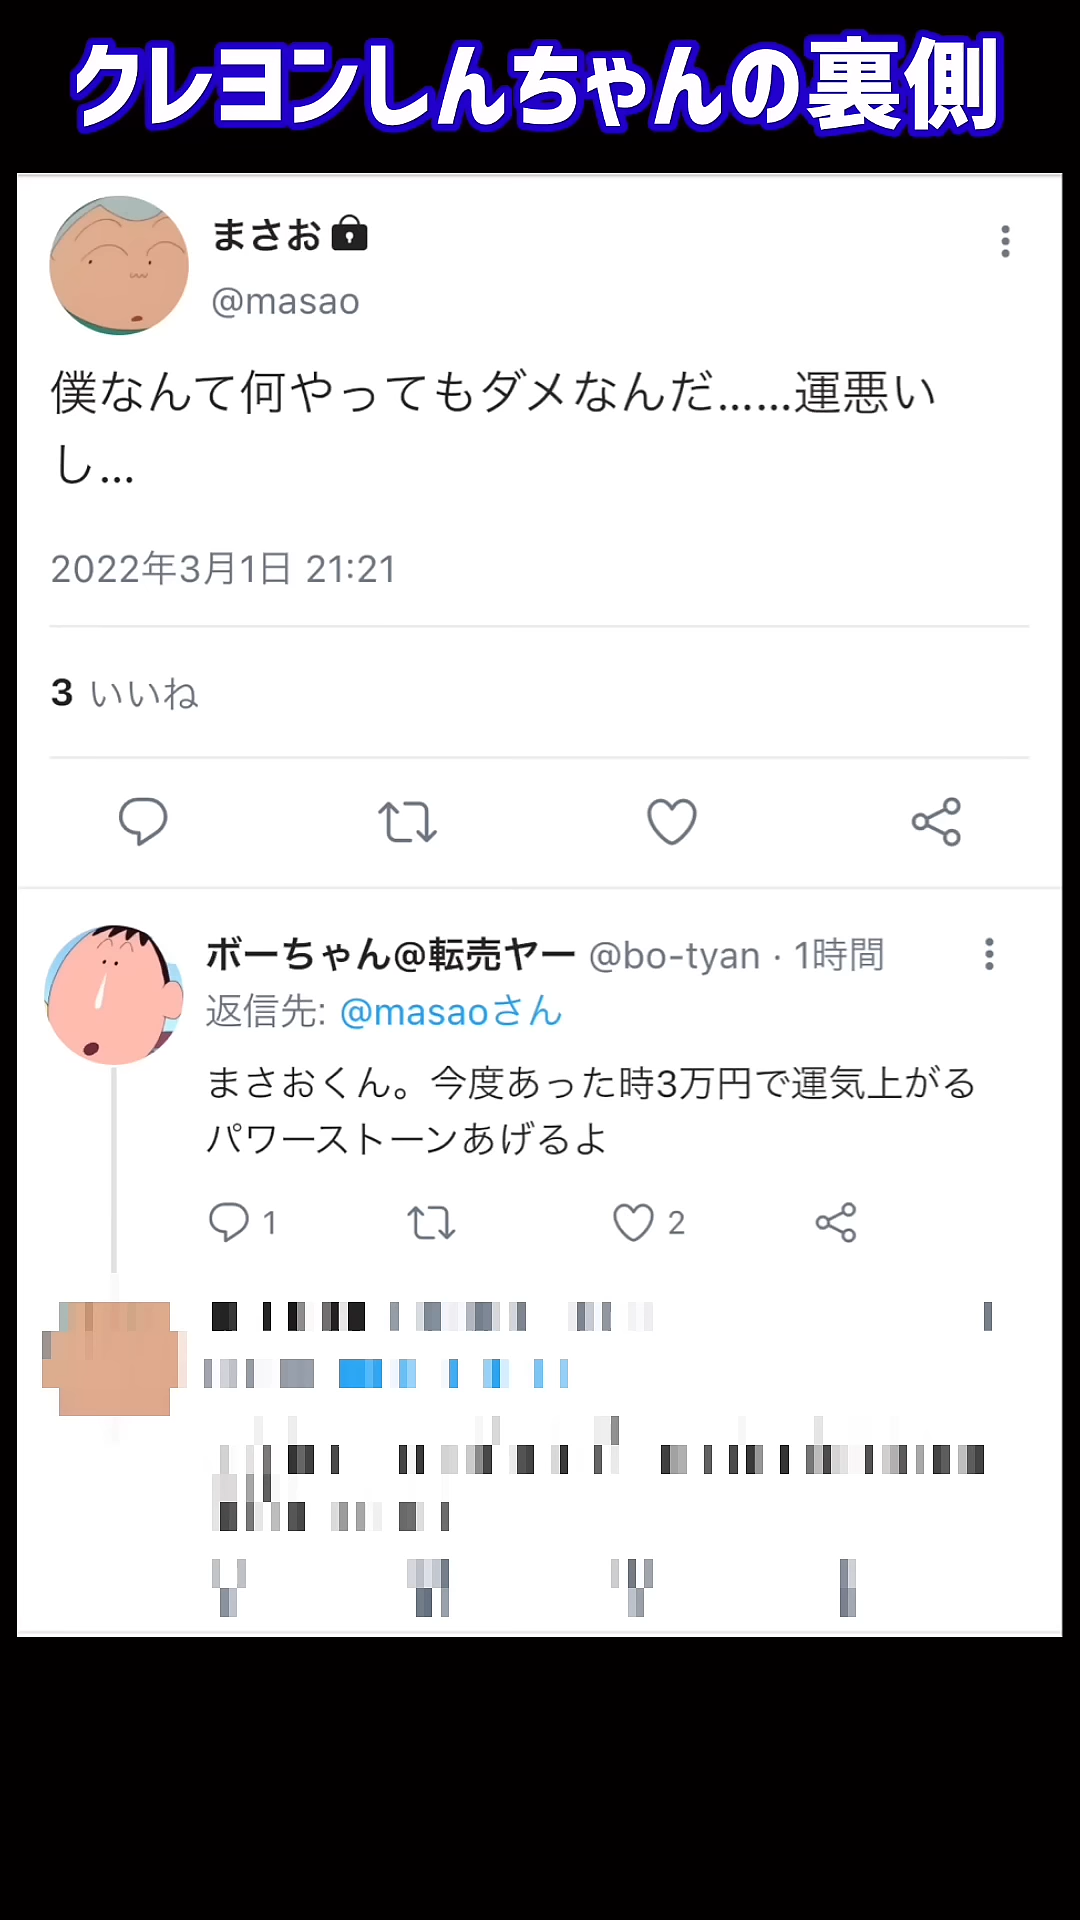 クレヨンしんちゃんの裏側
まさお
@masao
僕なんて何やってもダメなんだ……運悪い
し…
2022年3月1日 21:21
3 いいね
ボーちゃん@転売ヤー @bo-tyan · 1時間
返信先: @masaoさん
まさおくん。今度あった時3万円で運気上がる
パワーストーンあげるよ
1 2